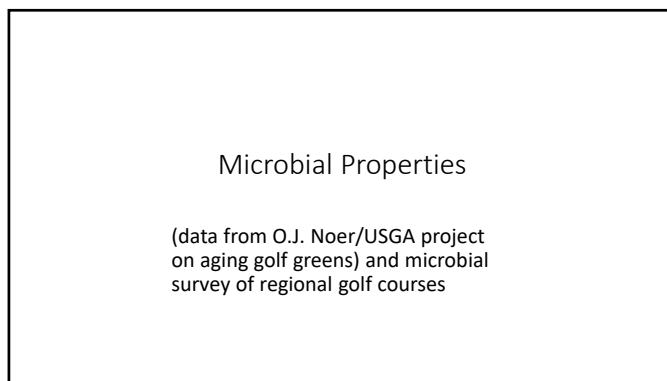 Microbial Properties
(data from O.J. Noer/USGA project
on aging golf greens) and microbial
survey of regional golf courses